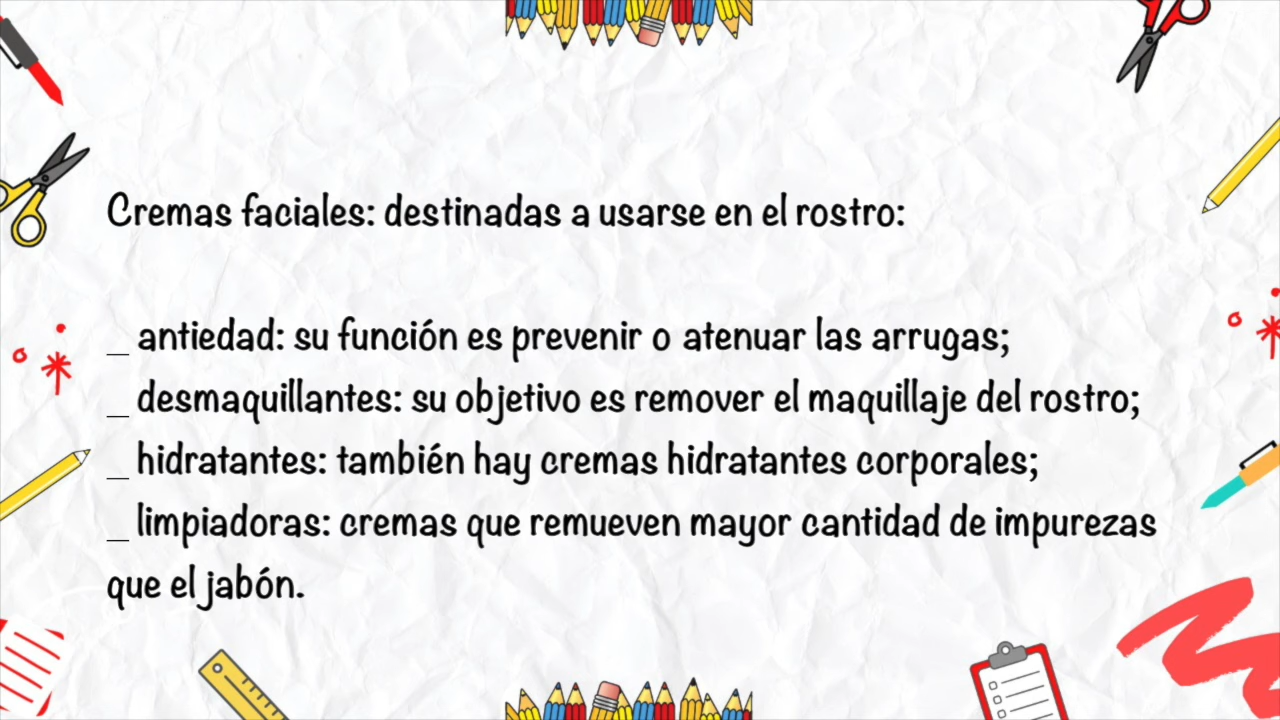 Cremas faciales: destinadas a usarse en el rostro:
_ antiedad: su función es prevenir o atenuar las arrugas;
_ desmaquillantes: su objetivo es remover el maquillaje del rostro;
_ hidratantes: también hay cremas hidratantes corporales;
_ limpiadoras: cremas que remueven mayor cantidad de impurezas
que el jabón.